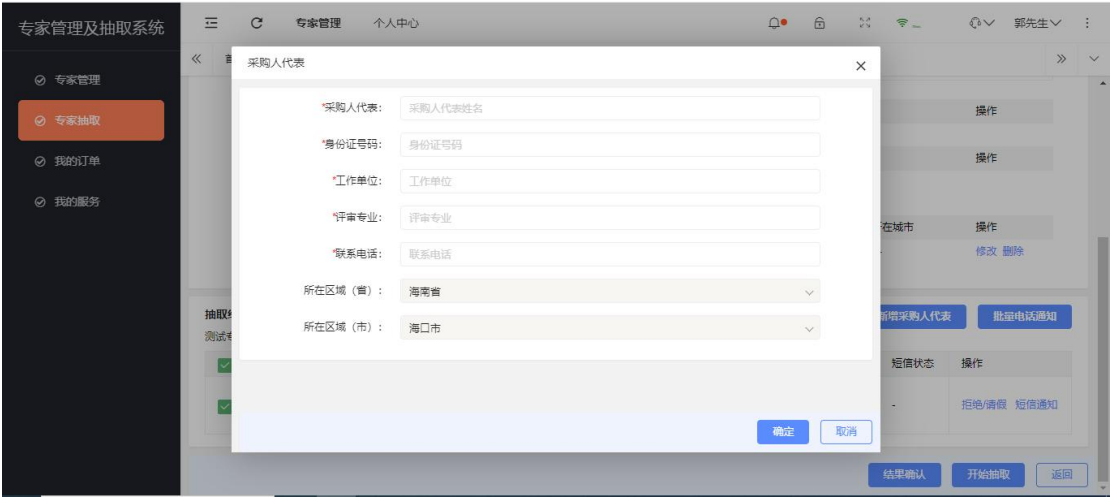 专家管理及抽取系统
专家管理 个人中心
郭先生
专家管理
专家抽取
我的订单
我的服务
采购人代表
*采购人代表： 采购人代表姓名
*身份证号码： 身份证号码
*工作单位： 工作单位
*评审专业： 评审专业
*联系电话： 联系电话
所在区域（省）： 海南省
所在区域（市）： 海口市
确定 取消
操作
操作
在城市 操作
修改 删除
抽取
新增采购人代表 批量电话通知
测试
短信状态 操作
- 拒绝/请假 短信通知
结果确认 开始抽取 返回